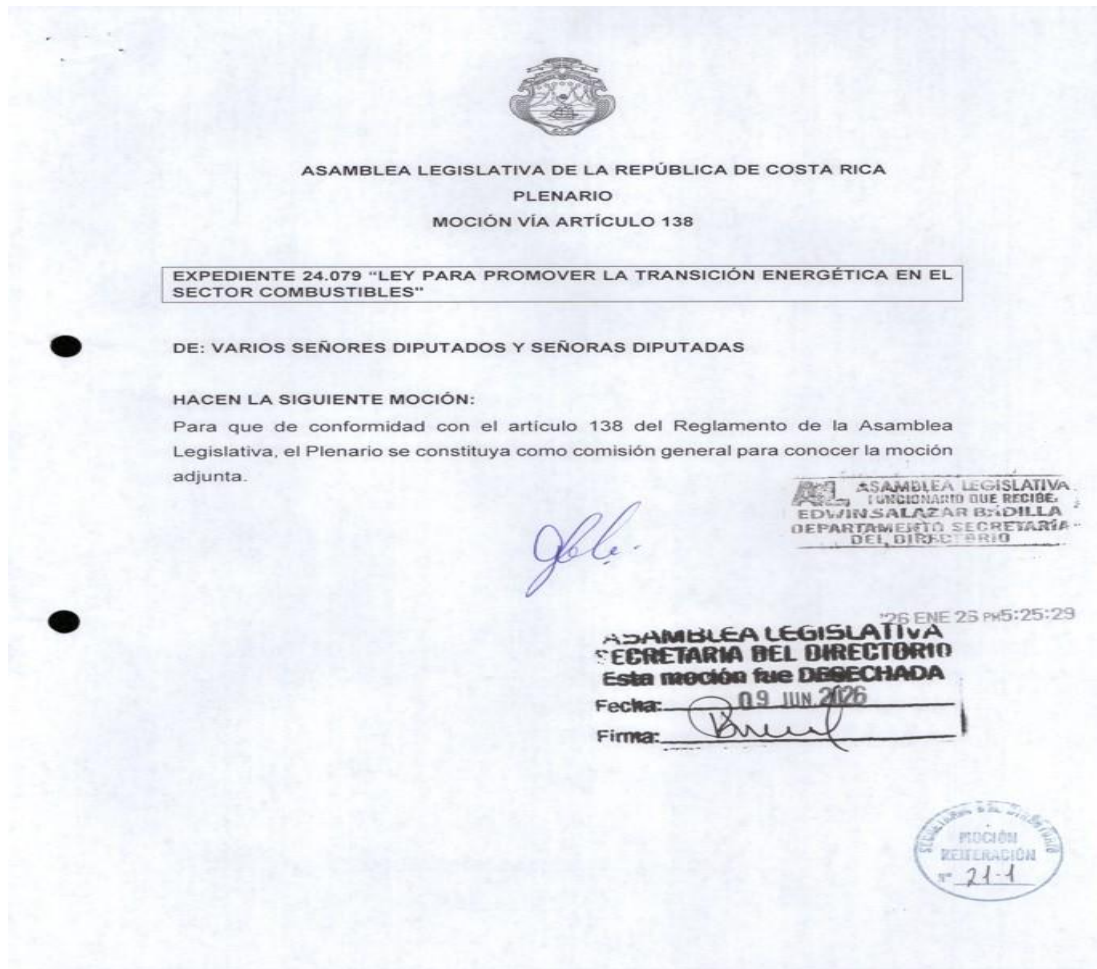 ASAMBLEA LEGISLATIVA DE LA REPÚBLICA DE COSTA RICA
PLENARIO
MOCIÓN VÍA ARTÍCULO 138
EXPEDIENTE 24.079 “LEY PARA PROMOVER LA TRANSICIÓN ENERGÉTICA EN EL
SECTOR COMBUSTIBLES”
DE: VARIOS SEÑORES DIPUTADOS Y SEÑORAS DIPUTADAS
HACEN LA SIGUIENTE MOCIÓN:
Para que de conformidad con el artículo 138 del Reglamento de la Asamblea
Legislativa, el Plenario se constituya como comisión general para conocer la moción
adjunta.
ASAMBLEA LEGISLATIVA
FUNCIONARIO QUE RECIBE:
EDWIN SALAZAR BADILLA
DEPARTAMENTO SECRETARÍA
DEL DIRECTORIO
'26 ENE 26 PM5:25:29
ASAMBLEA LEGISLATIVA
SECRETARIA DEL DIRECTORIO
Esta moción fue DESECHADA
Fecha: 09 JUN 2026
Firma:
SECRETARIA DEL DIRECTORIO
MOCIÓN
REITERACIÓN
N° 21-1